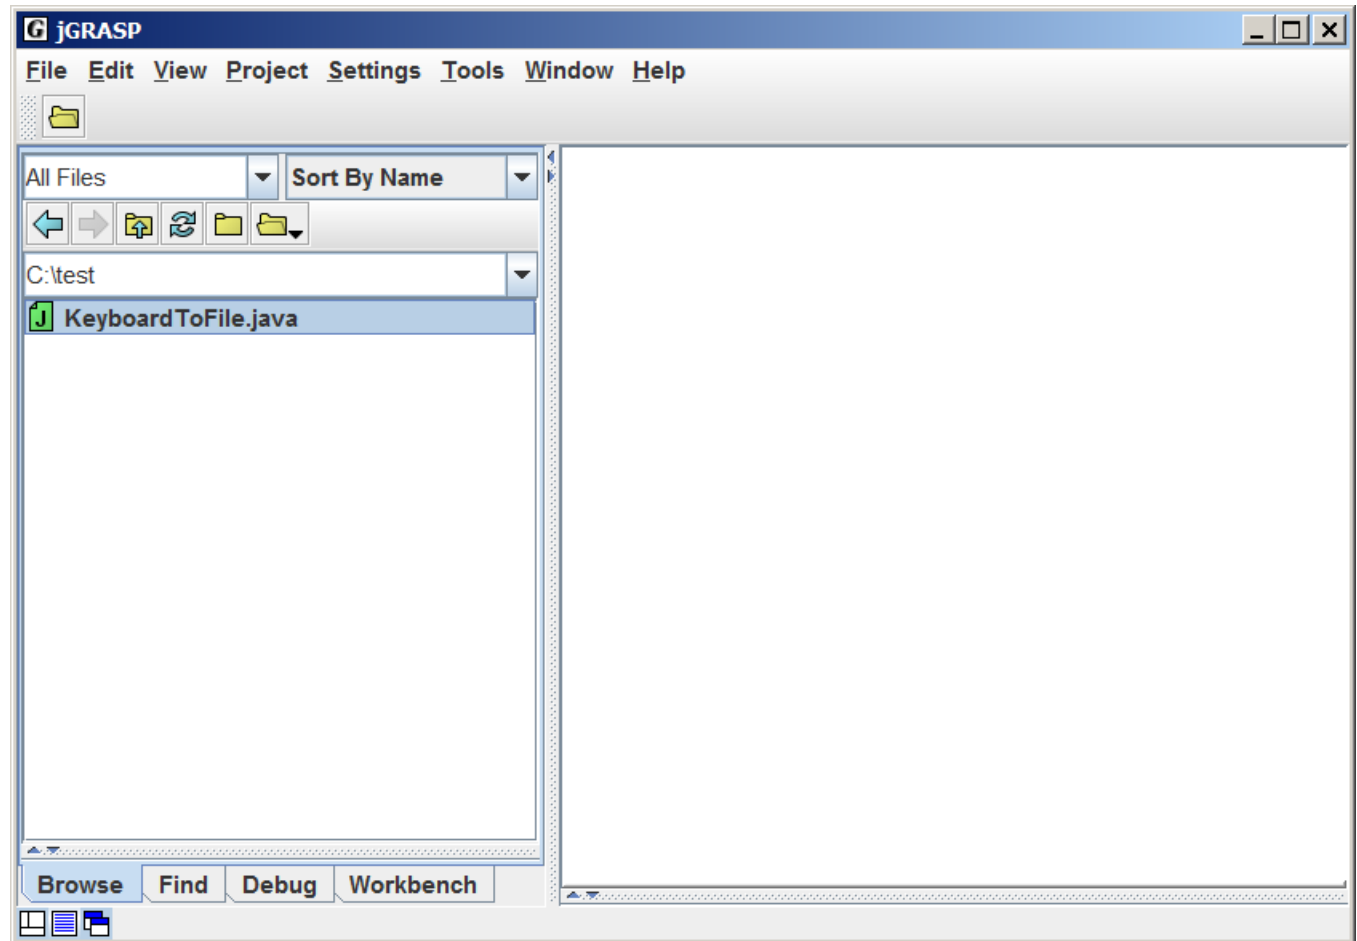 jGRASP
File Edit View Project Settings Tools Window Help
All Files Sort By Name
C:\test
KeyboardToFile.java
Browse Find Debug Workbench